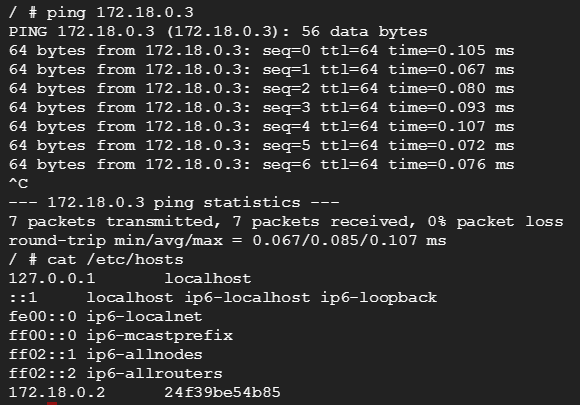 / # ping 172.18.0.3
PING 172.18.0.3 (172.18.0.3): 56 data bytes
64 bytes from 172.18.0.3: seq=0 ttl=64 time=0.105 ms
64 bytes from 172.18.0.3: seq=1 ttl=64 time=0.067 ms
64 bytes from 172.18.0.3: seq=2 ttl=64 time=0.080 ms
64 bytes from 172.18.0.3: seq=3 ttl=64 time=0.093 ms
64 bytes from 172.18.0.3: seq=4 ttl=64 time=0.107 ms
64 bytes from 172.18.0.3: seq=5 ttl=64 time=0.072 ms
64 bytes from 172.18.0.3: seq=6 ttl=64 time=0.076 ms
^C
--- 172.18.0.3 ping statistics ---
7 packets transmitted, 7 packets received, 0% packet loss
round-trip min/avg/max = 0.067/0.085/0.107 ms
/ # cat /etc/hosts
127.0.0.1       localhost
::1     localhost ip6-localhost ip6-loopback
fe00::0 ip6-localnet
ff00::0 ip6-mcastprefix
ff02::1 ip6-allnodes
ff02::2 ip6-allrouters
172.18.0.2      24f39be54b85